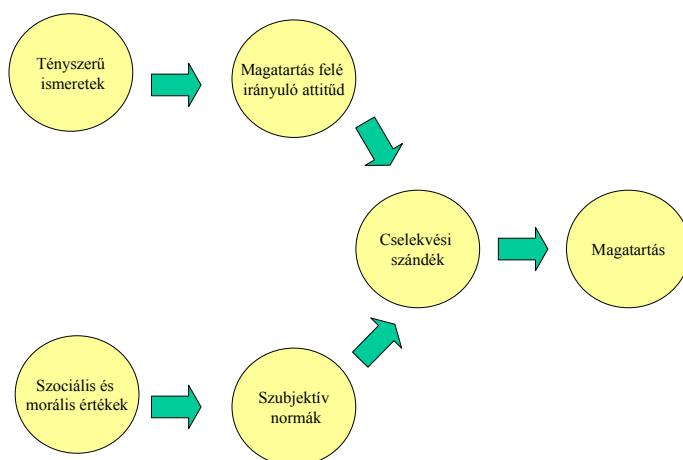 Tényszerű
ismeretek
Magatartás felé
irányuló attitűd
Cselekvési
szándék
Magatartás
Szociális és
morális értékek
Szubjektív
normák